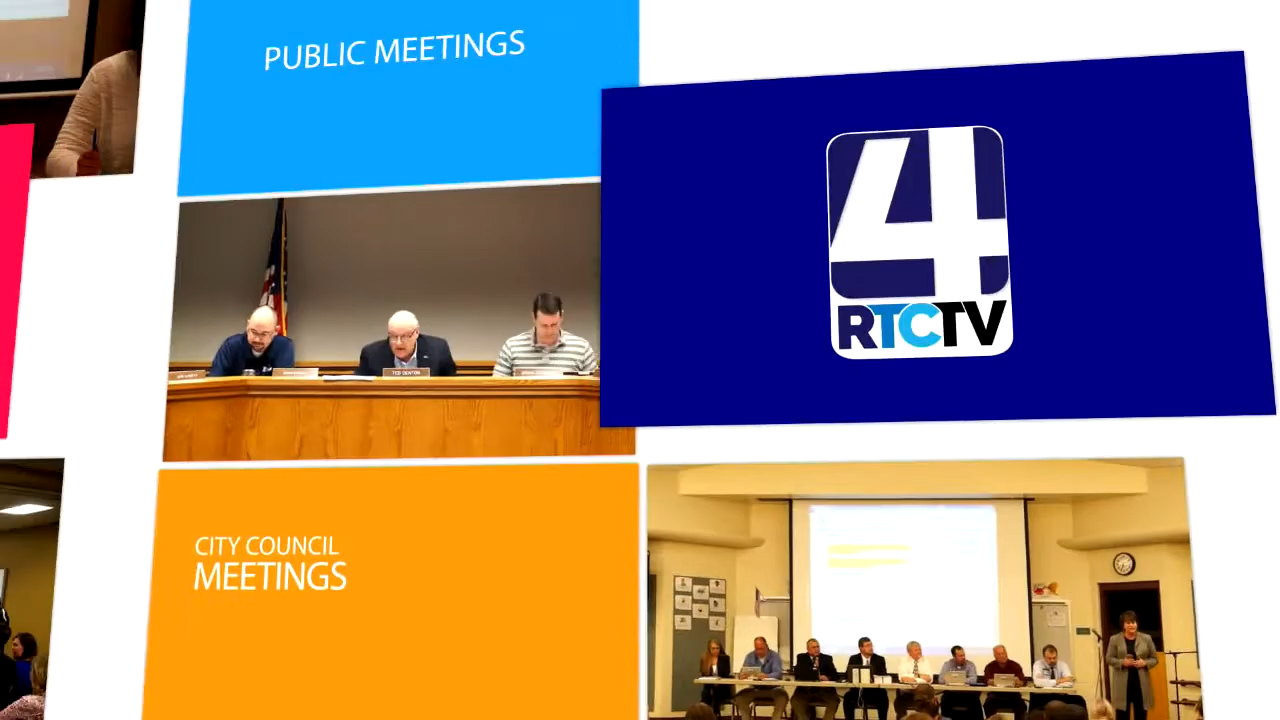 PUBLIC MEETINGS
4
RTCTV
TED DENTON
CITY COUNCIL
MEETINGS